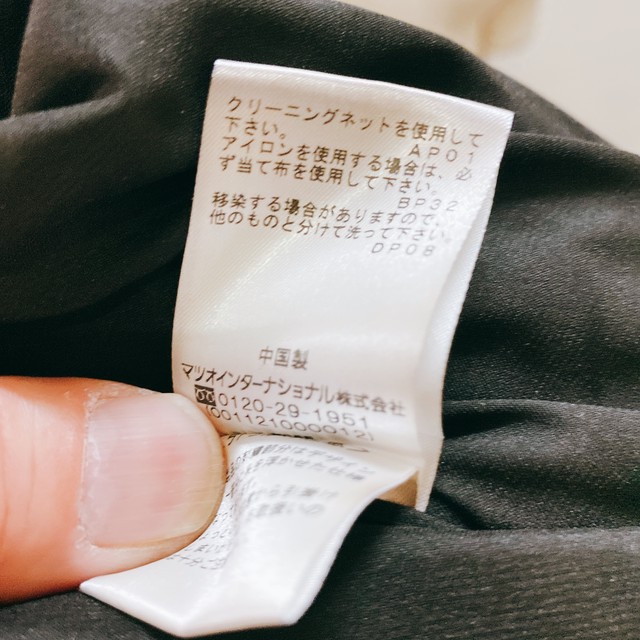 クリーニングネットを使用して
下さい。 AP01
アイロンを使用する場合は、必
ず当て布を使用して下さい。
BP32
移染する場合がありますので、
他のものと分けて洗って下さい。
DP08
中国製
マツオインターナショナル株式会社
0120-29-1951
(001121000012)